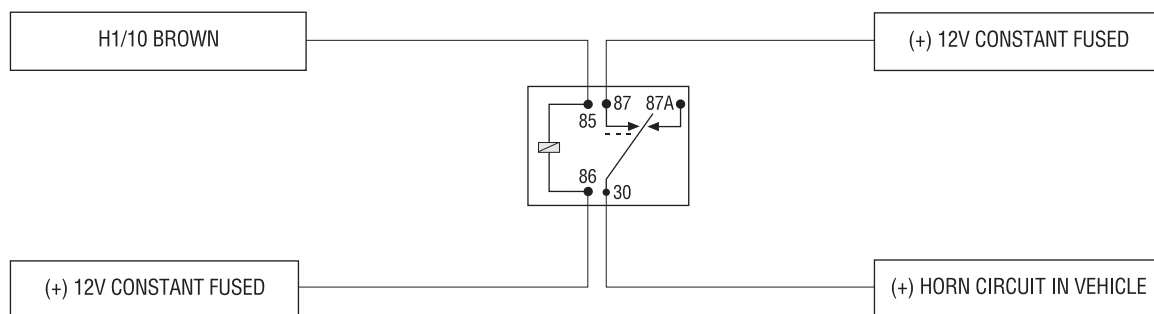 H1/10 BROWN
(+) 12V CONSTANT FUSED
87 87A
85
86
30
(+) 12V CONSTANT FUSED
(+) HORN CIRCUIT IN VEHICLE